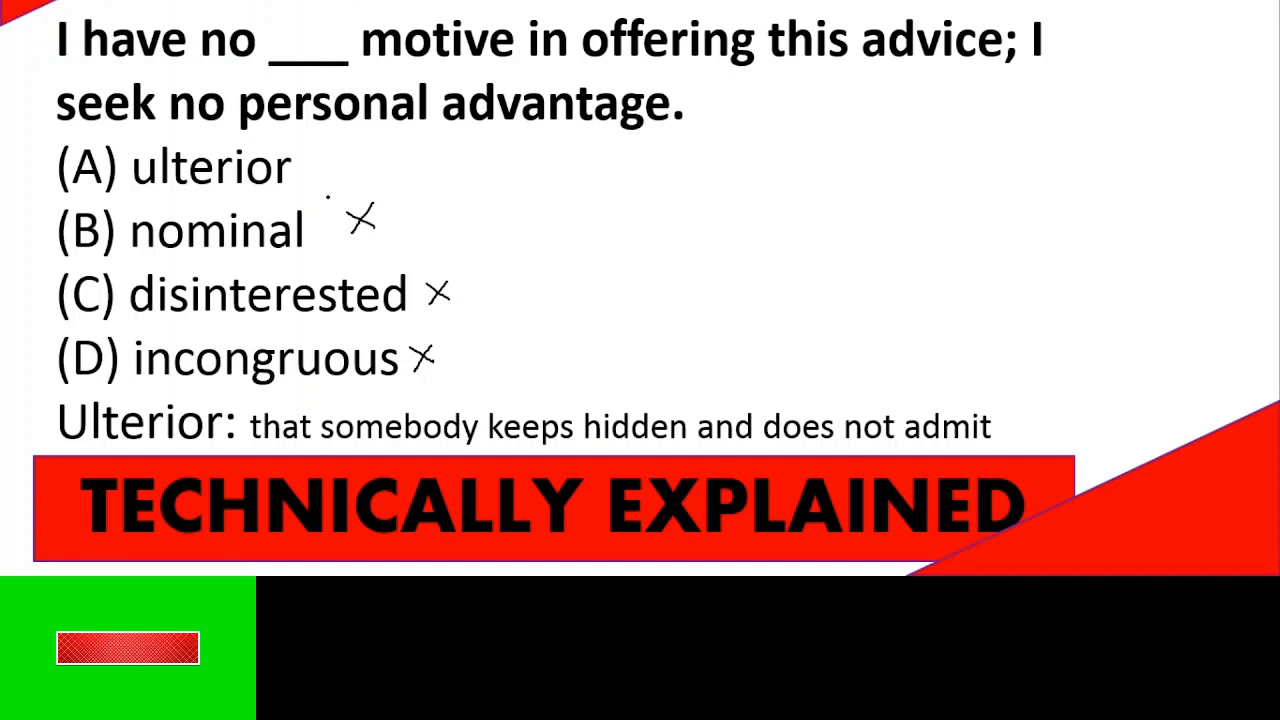 I have no ___ motive in offering this advice; I
seek no personal advantage.
(A) ulterior
(B) nominal
(C) disinterested
(D) incongruous
Ulterior: that somebody keeps hidden and does not admit
TECHNICALLY EXPLAINED